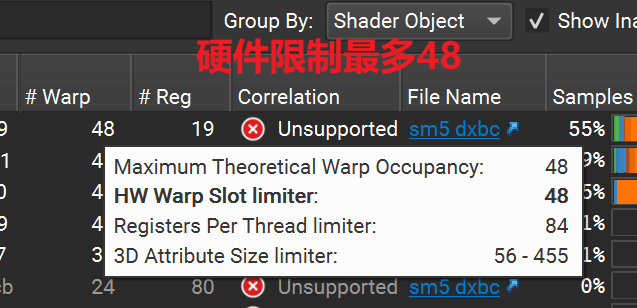 Group By: Shader Object Show Ina
硬件限制最多48
# Warp # Reg Correlation File Name Samples
9 48 19 Unsupported sm5 dxbc 55%
1 4 9%
0 4 5%
Maximum Theoretical Warp Occupancy: 48
HW Warp Slot limiter: 48
Registers Per Thread limiter: 84
3D Attribute Size limiter: 56 - 455
9 3 1%
7 3 1%
eb 24 80 Unsupported sm5 dxbc 0%